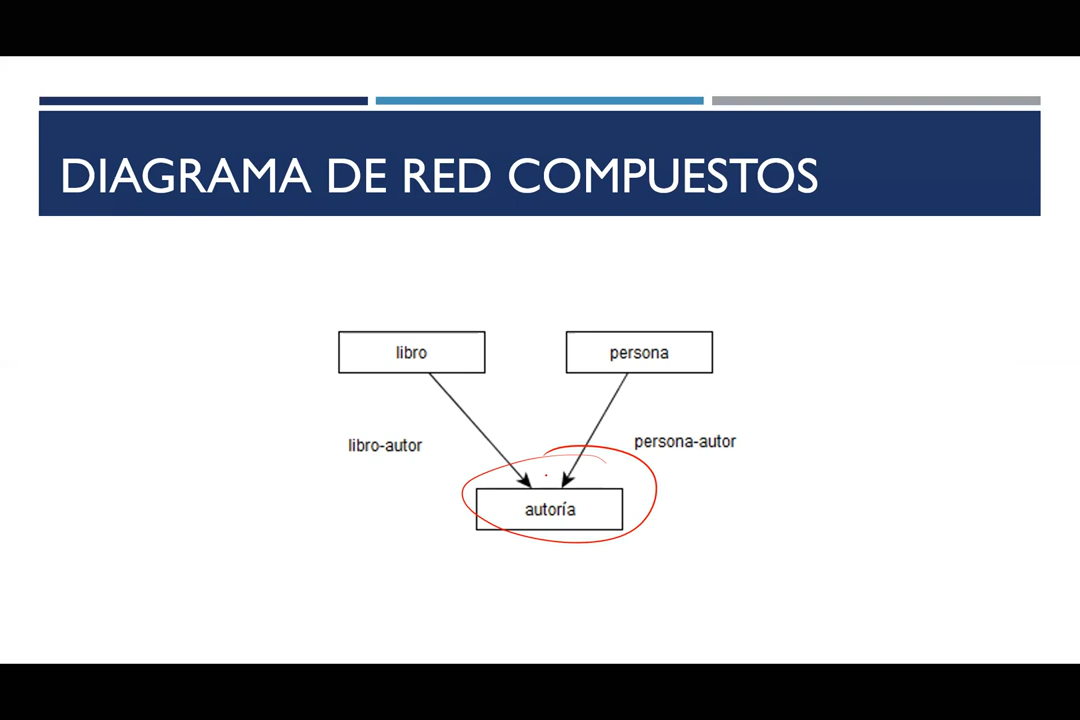 DIAGRAMA DE RED COMPUESTOS
libro
persona
libro-autor
persona-autor
autoría